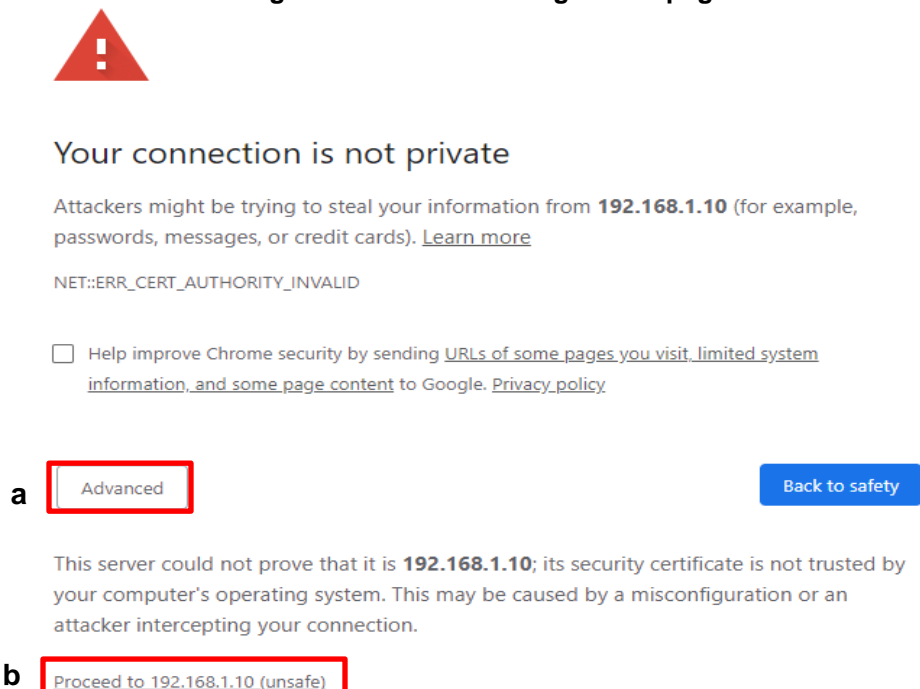 Your connection is not private
Attackers might be trying to steal your information from 192.168.1.10 (for example,
passwords, messages, or credit cards). Learn more
NET::ERR_CERT_AUTHORITY_INVALID
Help improve Chrome security by sending URLs of some pages you visit, limited system
information, and some page content to Google. Privacy policy
a Advanced Back to safety
This server could not prove that it is 192.168.1.10; its security certificate is not trusted by
your computer's operating system. This may be caused by a misconfiguration or an
attacker intercepting your connection.
b Proceed to 192.168.1.10 (unsafe)